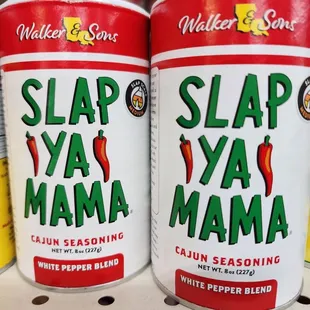 Walker & Sons
SLAP
YA
MAMA
CAJUN SEASONING
NET WT. 8oz (227g)
WHITE PEPPER BLEND
Walker & Sons
SLAP
YA
MAMA
CAJUN SEASONING
NET WT. 8oz (227g)
WHITE PEPPER BLEND